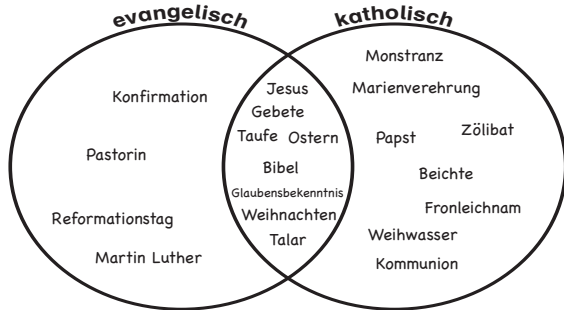 evangelisch
katholisch
Konfirmation
Pastorin
Reformationstag
Martin Luther
Jesus
Gebete
Taufe Ostern
Bibel
Glaubensbekenntnis
Weihnachten
Talar
Monstranz
Marienverehrung
Papst Zölibat
Beichte
Fronleichnam
Weihwasser
Kommunion